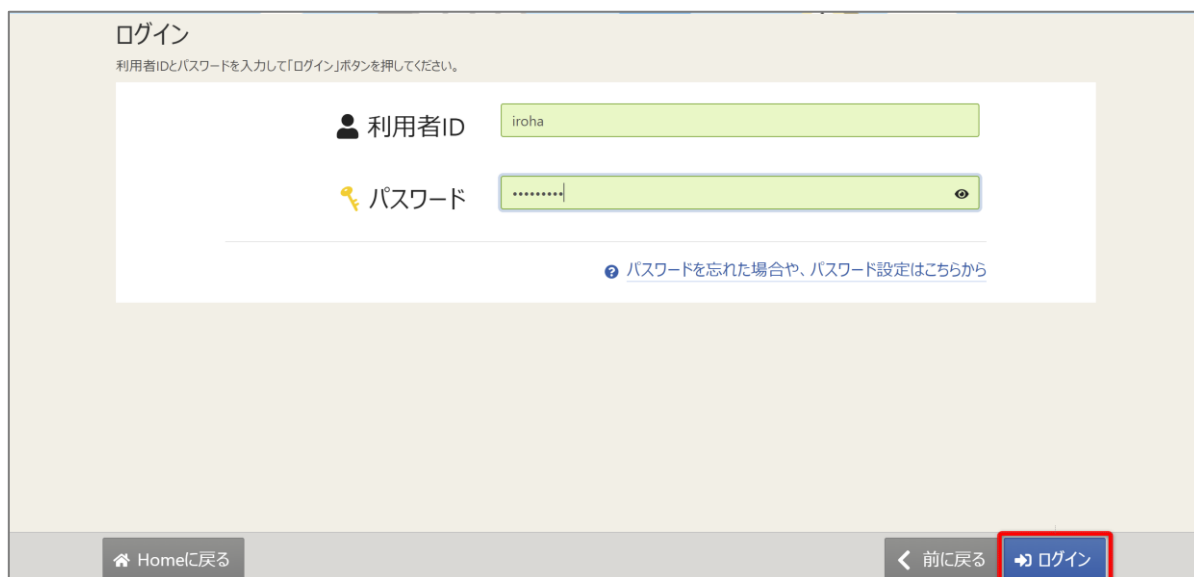 ログイン
利用者IDとパスワードを入力して「ログイン」ボタンを押してください。
利用者ID
iroha
パスワード
•••••••••
パスワードを忘れた場合や、パスワード設定はこちらから
Homeに戻る
前に戻る
ログイン